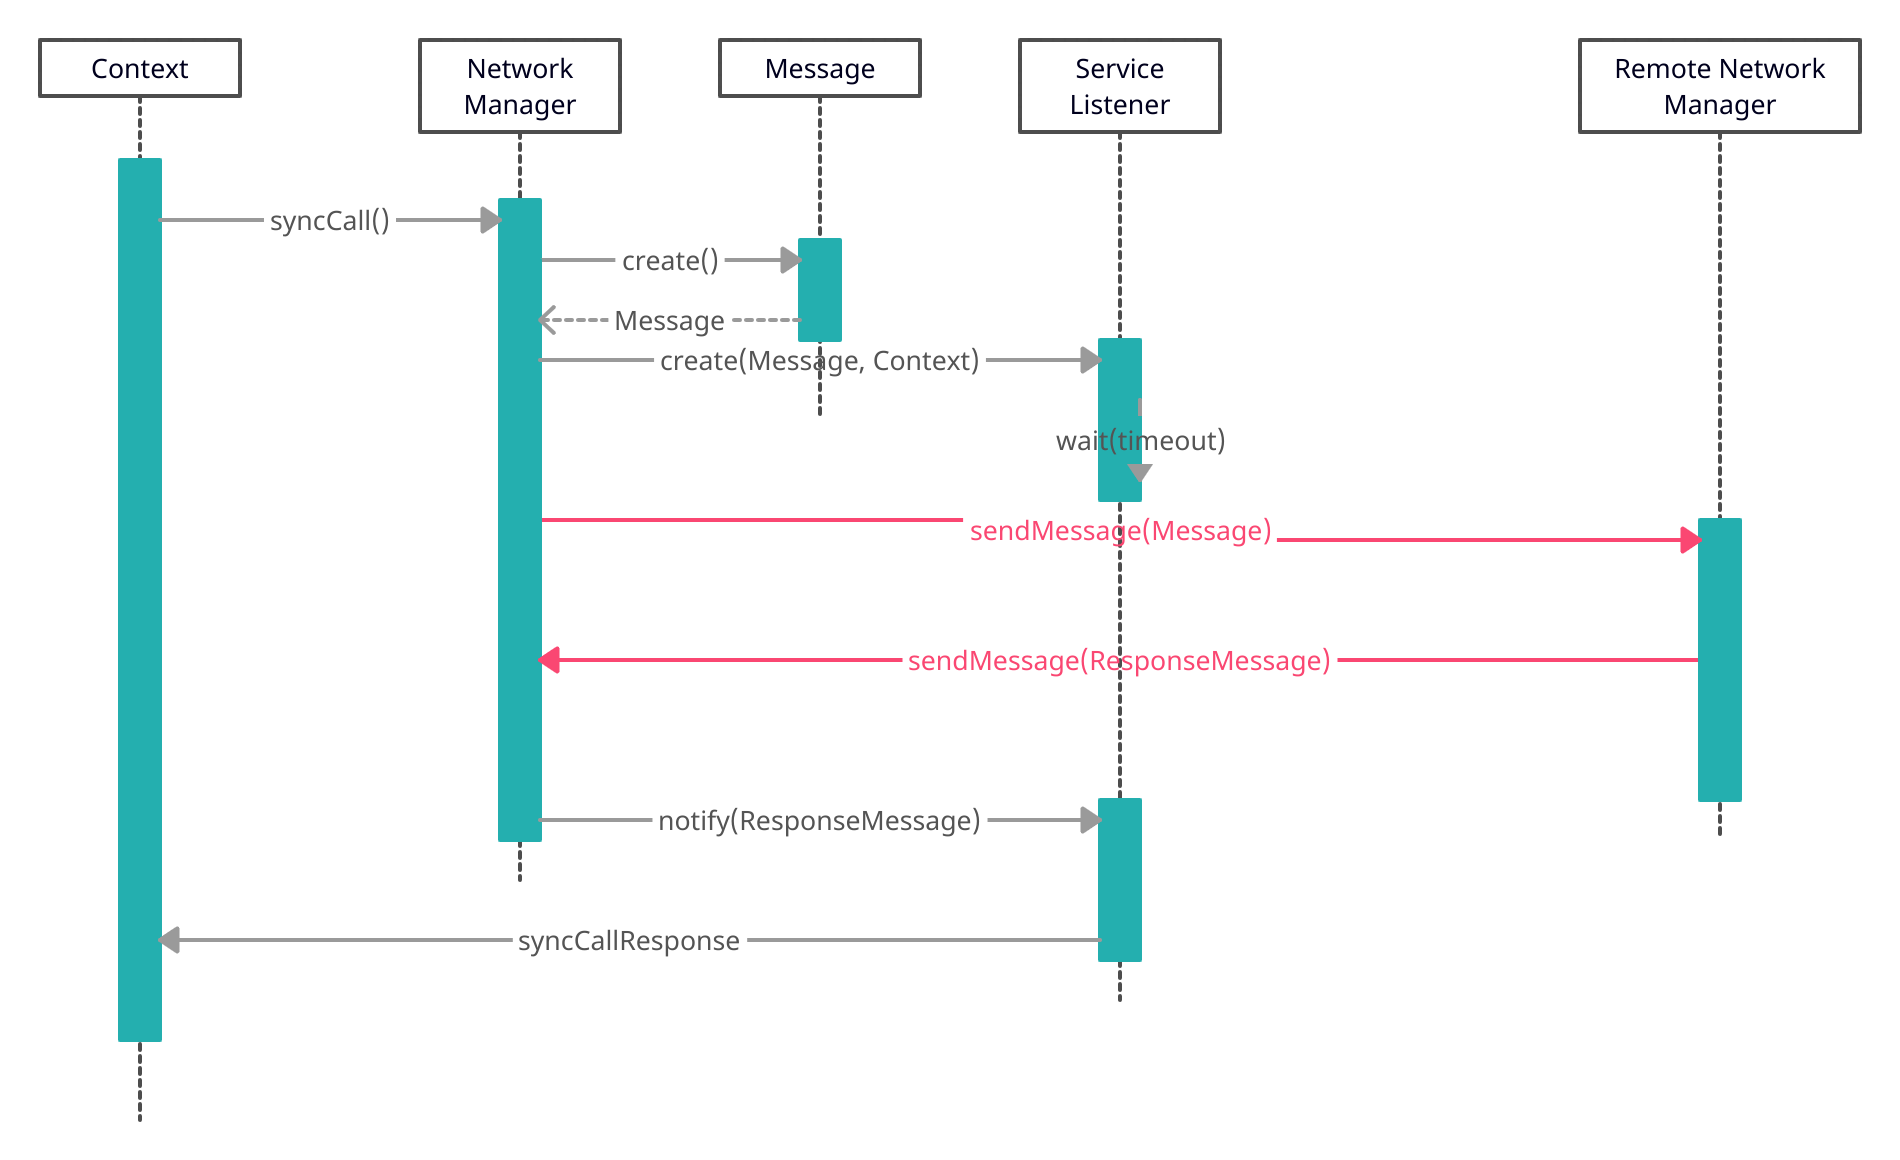 Context
Network
Manager
Message
Service
Listener
Remote Network
Manager
syncCall()
create()
Message
create(Message, Context)
wait(timeout)
sendMessage(Message)
sendMessage(ResponseMessage)
notify(ResponseMessage)
syncCallResponse